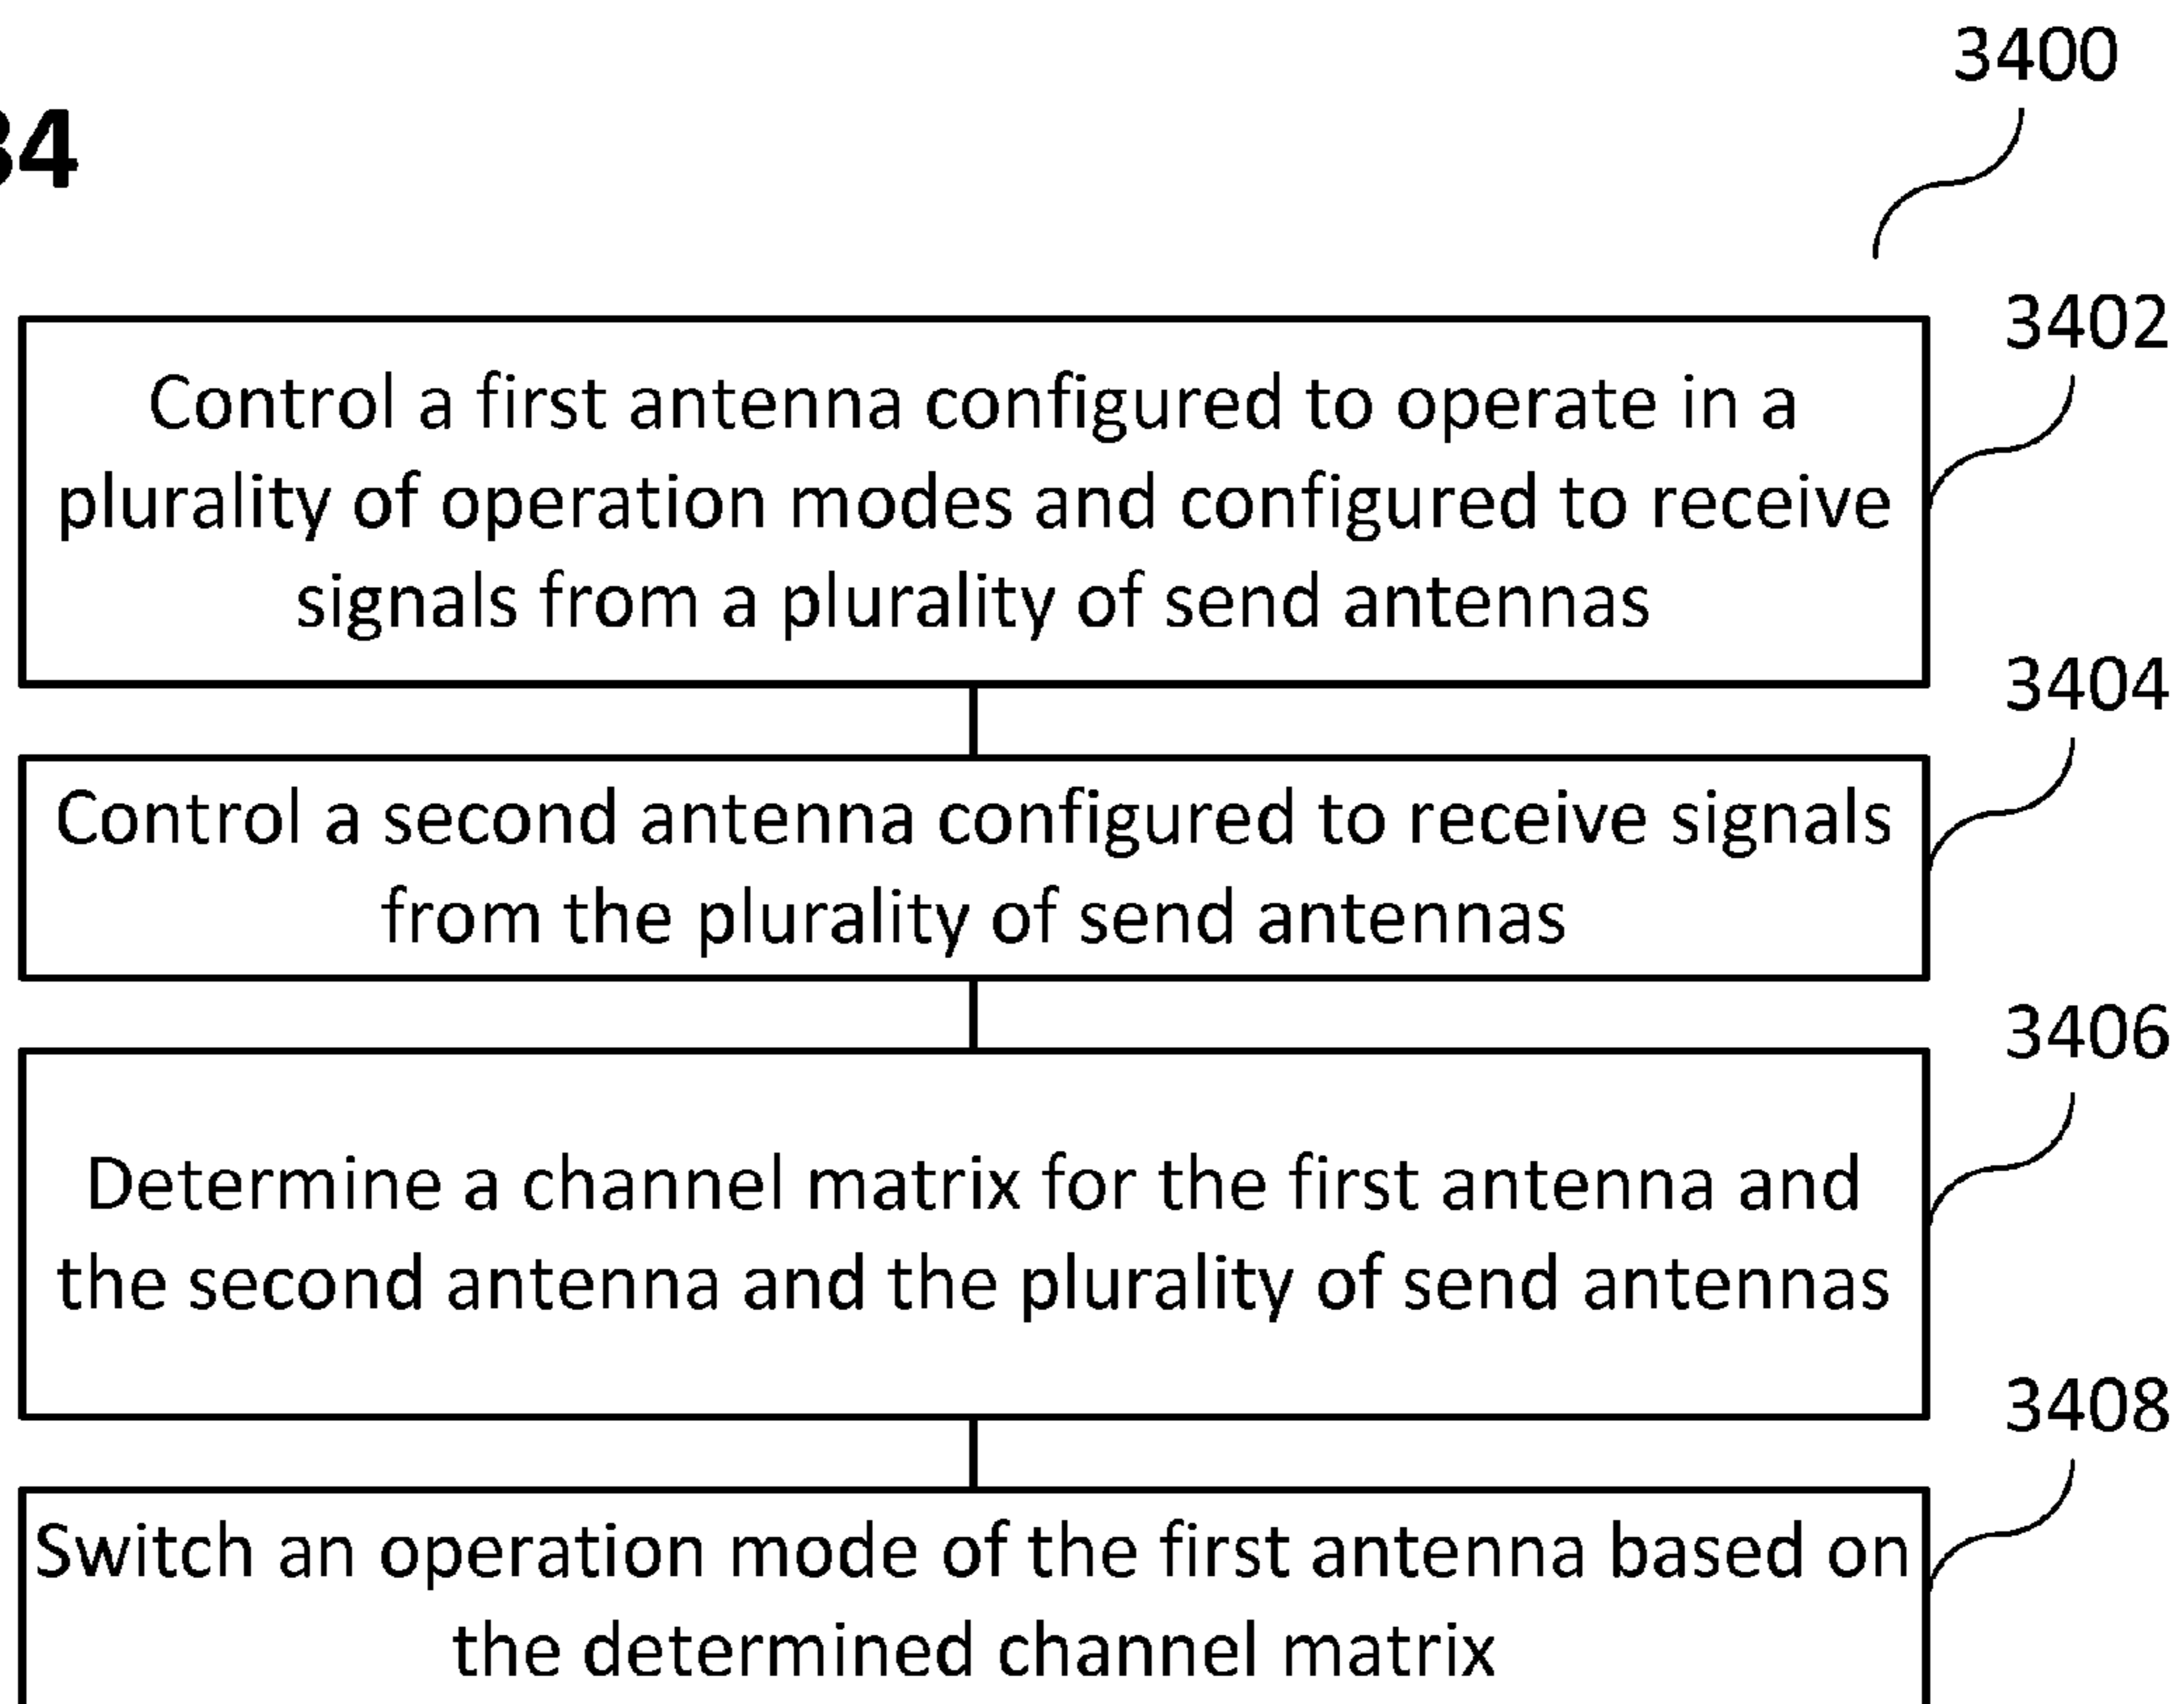 3400
34
3402
Control a first antenna configured to operate in a
plurality of operation modes and configured to receive
signals from a plurality of send antennas
3404
Control a second antenna configured to receive signals
from the plurality of send antennas
3406
Determine a channel matrix for the first antenna and
the second antenna and the plurality of send antennas
3408
Switch an operation mode of the first antenna based on
the determined channel matrix